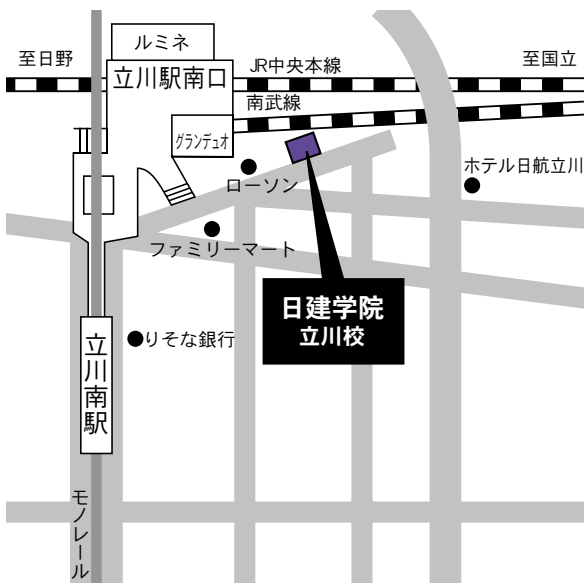 ルミネ
至日野
立川駅南口
JR中央本線
至国立
南武線
グランデュオ
ローソン
ホテル日航立川
ファミリーマート
日建学院
立川校
りそな銀行
立川南駅
モノレール